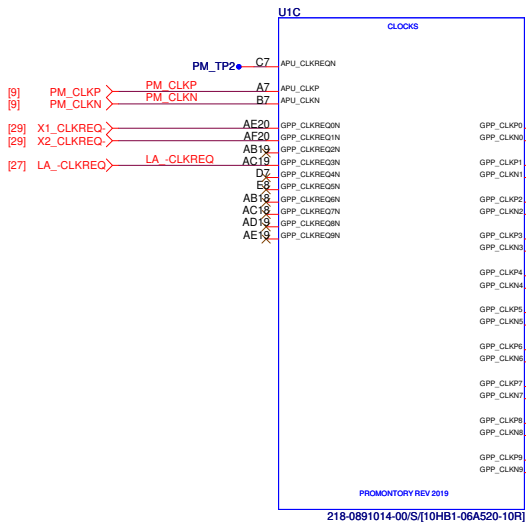 U1C
CLOCKS
PM_TP2 C7 APU_CLKREQN
[9] PM_CLKP PM_CLKP A7 APU_CLKP
[9] PM_CLKN PM_CLKN B7 APU_CLKN
[29] X1_CLKREQ- AE20 GPP_CLKREQ0N GPP_CLKP0
[29] X2_CLKREQ- AF20 GPP_CLKREQ1N GPP_CLKN0
AB19 GPP_CLKREQ2N
[27] LA_-CLKREQ LA_-CLKREQ AC19 GPP_CLKREQ3N GPP_CLKP1
D7 GPP_CLKREQ4N GPP_CLKN1
E8 GPP_CLKREQ5N
AB18 GPP_CLKREQ6N GPP_CLKP2
AC18 GPP_CLKREQ7N GPP_CLKN2
AD19 GPP_CLKREQ8N
AE19 GPP_CLKREQ9N GPP_CLKP3
GPP_CLKN3
GPP_CLKP4
GPP_CLKN4
GPP_CLKP5
GPP_CLKN5
GPP_CLKP6
GPP_CLKN6
GPP_CLKP7
GPP_CLKN7
GPP_CLKP8
GPP_CLKN8
GPP_CLKP9
GPP_CLKN9
PROMONTORY REV 2019
218-0891014-00/S/[10HB1-06A520-10R]